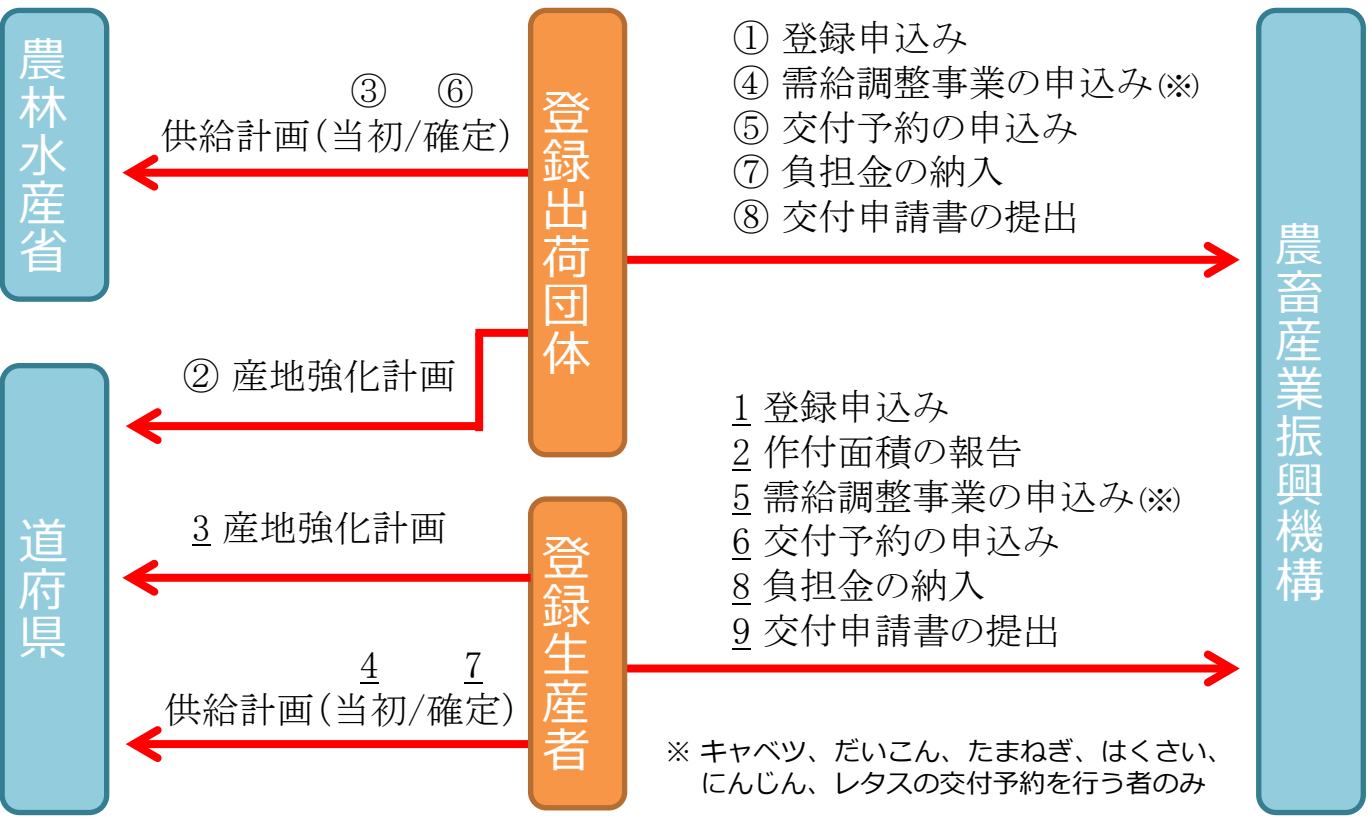 農林水産省
③ ⑥
供給計画(当初/確定)
登録出荷団体
① 登録申込み
④ 需給調整事業の申込み(※)
⑤ 交付予約の申込み
⑦ 負担金の納入
⑧ 交付申請書の提出
農畜産業振興機構
② 産地強化計画
道府県
3 産地強化計画
4 7
供給計画(当初/確定)
登録生産者
1 登録申込み
2 作付面積の報告
5 需給調整事業の申込み(※)
6 交付予約の申込み
8 負担金の納入
9 交付申請書の提出
※ キャベツ、だいこん、たまねぎ、はくさい、
にんじん、レタスの交付予約を行う者のみ